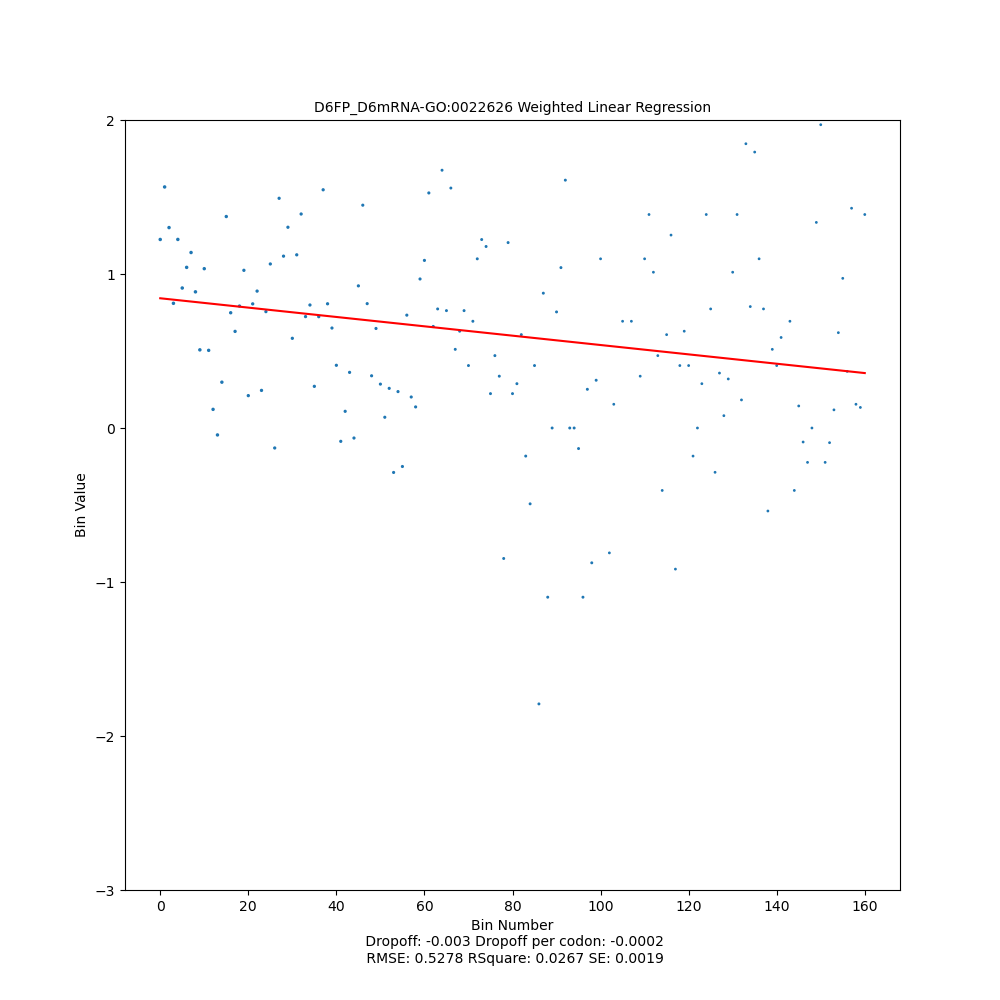 D6FP_D6mRNA-GO:0022626 Weighted Linear Regression
2
1
0
−1
−2
−3
Bin Value
0 20 40 60 80 100 120 140 160
Bin Number
Dropoff: -0.003 Dropoff per codon: -0.0002
RMSE: 0.5278 RSquare: 0.0267 SE: 0.0019